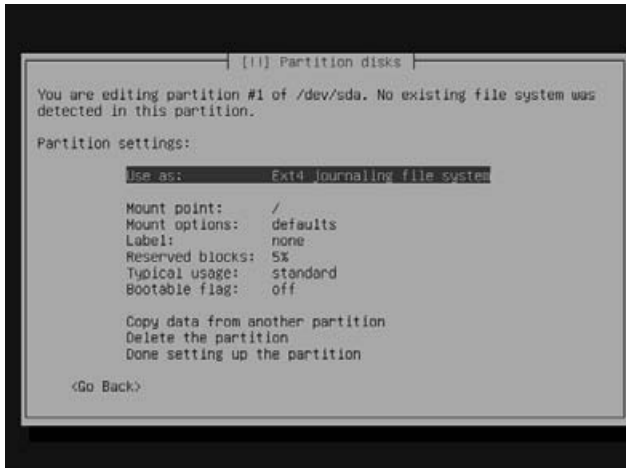 [!!] Partition disks
You are editing partition #1 of /dev/sda. No existing file system was
detected in this partition.
Partition settings:
Use as: Ext4 journaling file system
Mount point: /
Mount options: defaults
Label: none
Reserved blocks: 5%
Typical usage: standard
Bootable flag: off
Copy data from another partition
Delete the partition
Done setting up the partition
<Go Back>